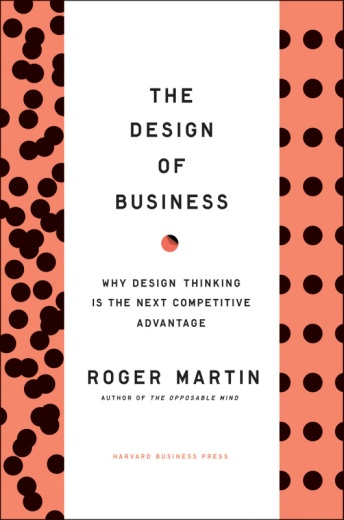 THE
DESIGN
OF
BUSINESS
WHY DESIGN THINKING
IS THE NEXT COMPETITIVE
ADVANTAGE
ROGER MARTIN
AUTHOR OF THE OPPOSABLE MIND
HARVARD BUSINESS PRESS